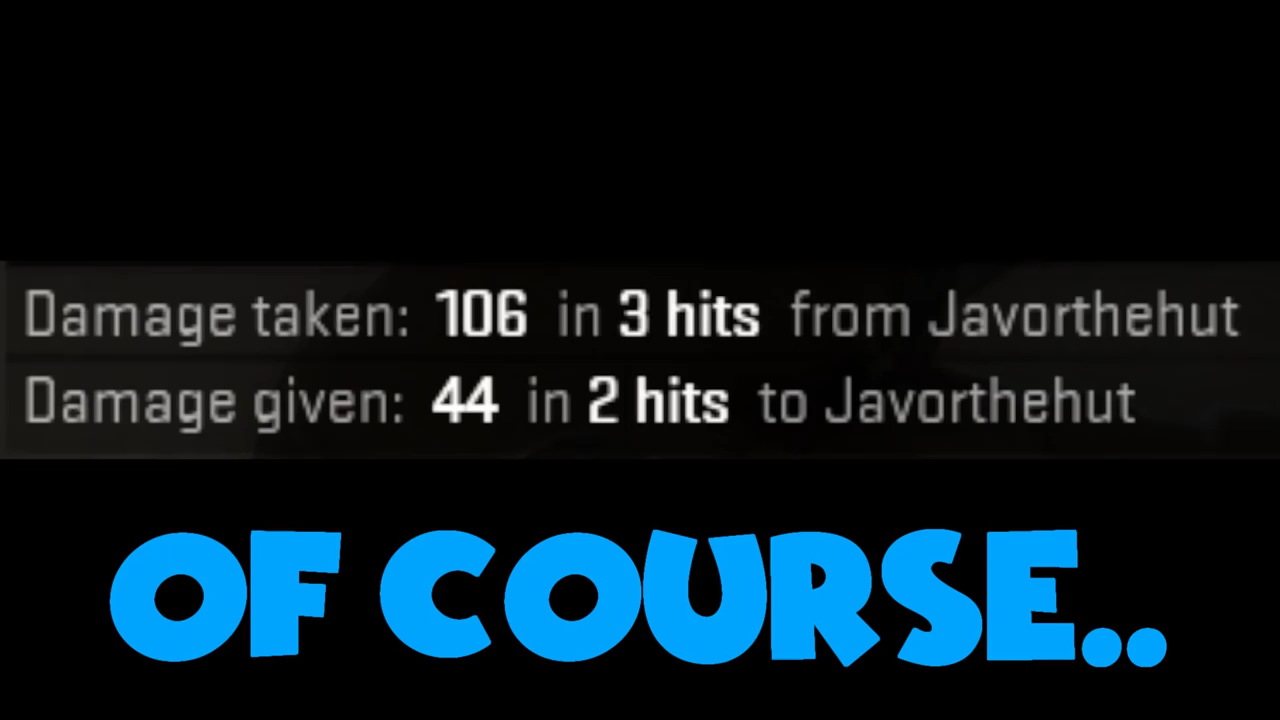 Damage taken: 106 in 3 hits from Javorthehut
Damage given: 44 in 2 hits to Javorthehut
OF COURSE..